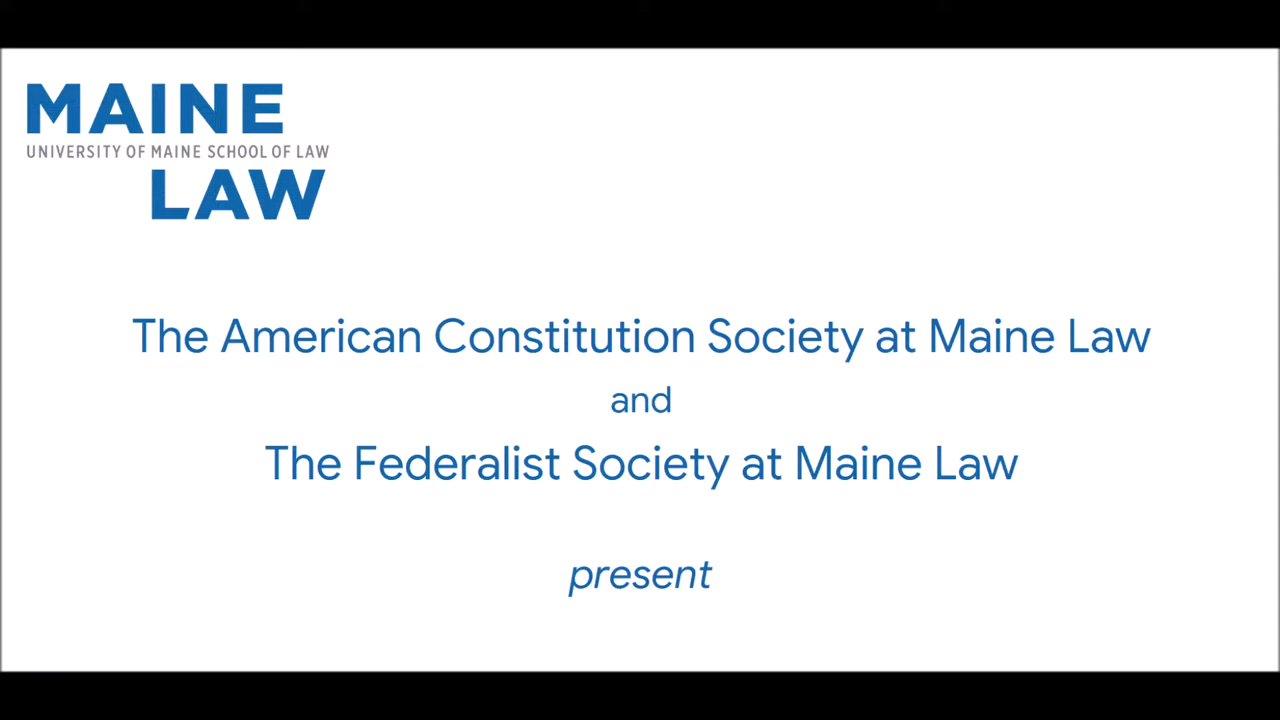 MAINE
UNIVERSITY OF MAINE SCHOOL OF LAW
LAW
The American Constitution Society at Maine Law
and
The Federalist Society at Maine Law
present